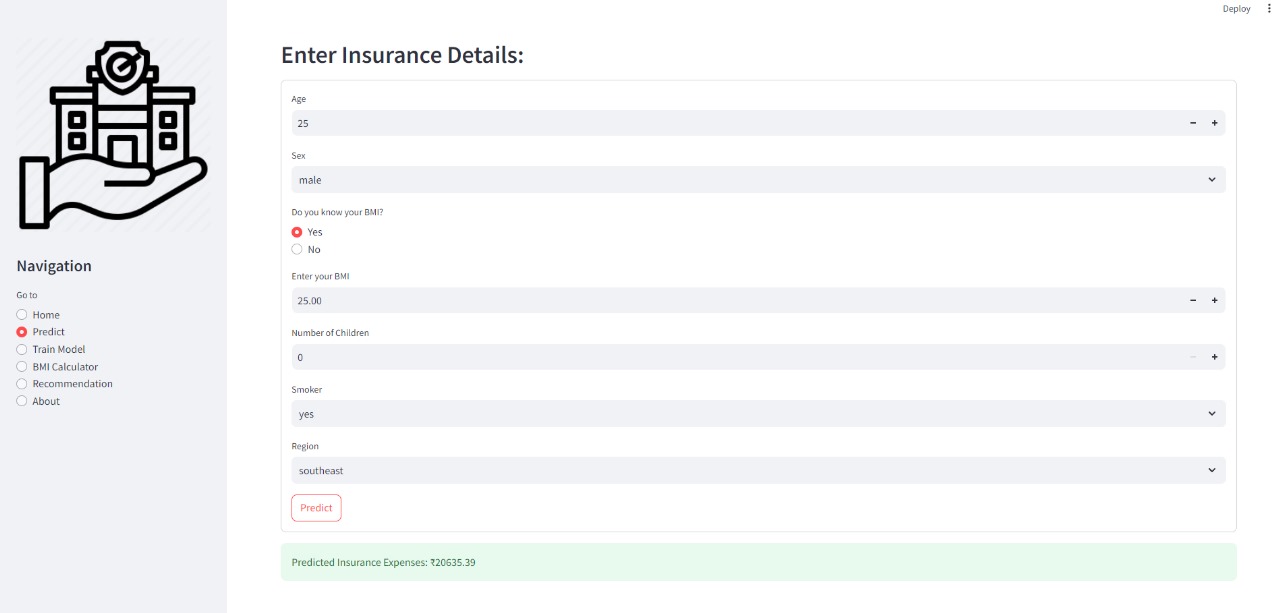 Deploy
Navigation
Go to
Home
Predict
Train Model
BMI Calculator
Recommendation
About
Enter Insurance Details:
Age
25
Sex
male
Do you know your BMI?
Yes
No
Enter your BMI
25.00
Number of Children
0
Smoker
yes
Region
southeast
Predict
Predicted Insurance Expenses: ₹20635.39